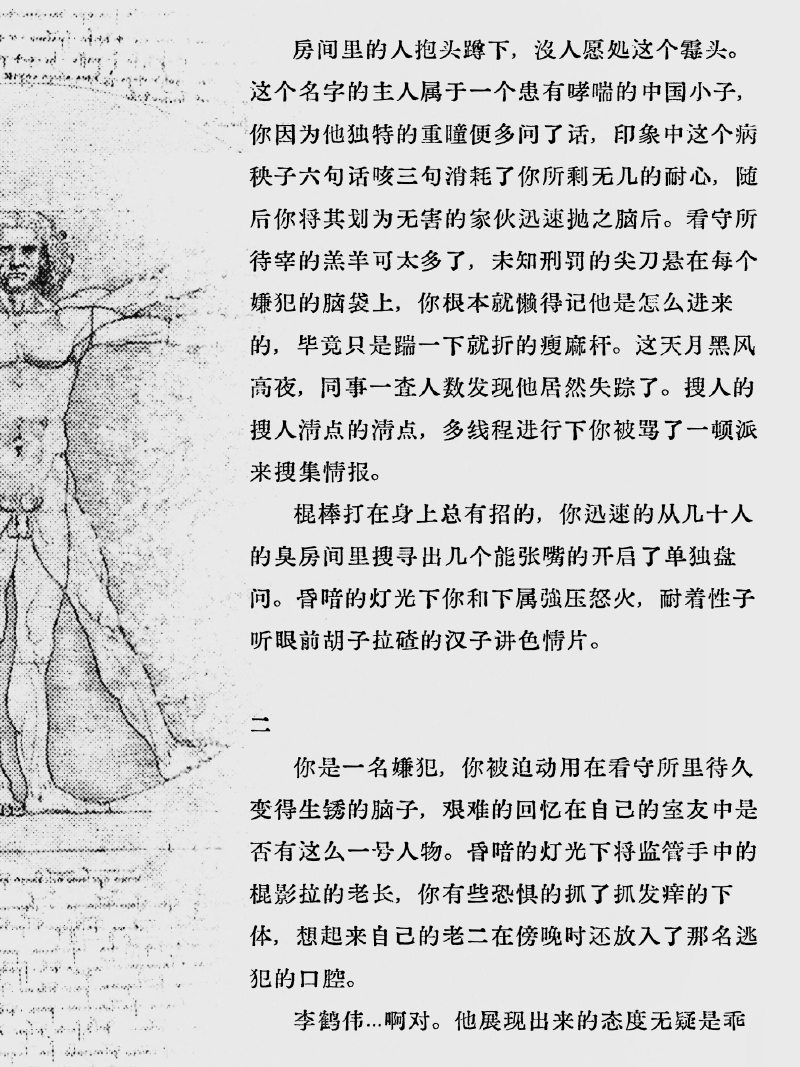 房间里的人抱头蹲下，沒人愿处这个霉头。
这个名字的主人属于一个患有哮喘的中国小子，
你因为他独特的重瞳便多问了话，印象中这个病
秧子六句话咳三句消耗了你所剩无几的耐心，随
后你将其划为无害的家伙迅速抛之脑后。看守所
待宰的羔羊可太多了，未知刑罚的尖刀悬在每个
嫌犯的脑袋上，你根本就懒得记他是怎么进来
的，毕竟只是踹一下就折的瘦麻杆。这天月黑风
高夜，同事一查人数发现他居然失踪了。搜人的
搜人清点的清点，多线程进行下你被骂了一顿派
来搜集情报。
棍棒打在身上总有招的，你迅速的从几十人
的臭房间里搜寻出几个能张嘴的开启了单独盘
问。昏暗的灯光下你和下属強压怒火，耐着性子
听眼前胡子拉碴的汉子讲色情片。
二
你是一名嫌犯，你被迫动用在看守所里待久
变得生锈的脑子，艰难的回忆在自己的室友中是
否有这么一号人物。昏暗的灯光下将监管手中的
棍影拉的老长，你有些恐惧的抓了抓发痒的下
体，想起来自己的老二在傍晚时还放入了那名逃
犯的口腔。
李鹤伟...啊对。他展现出来的态度无疑是乖